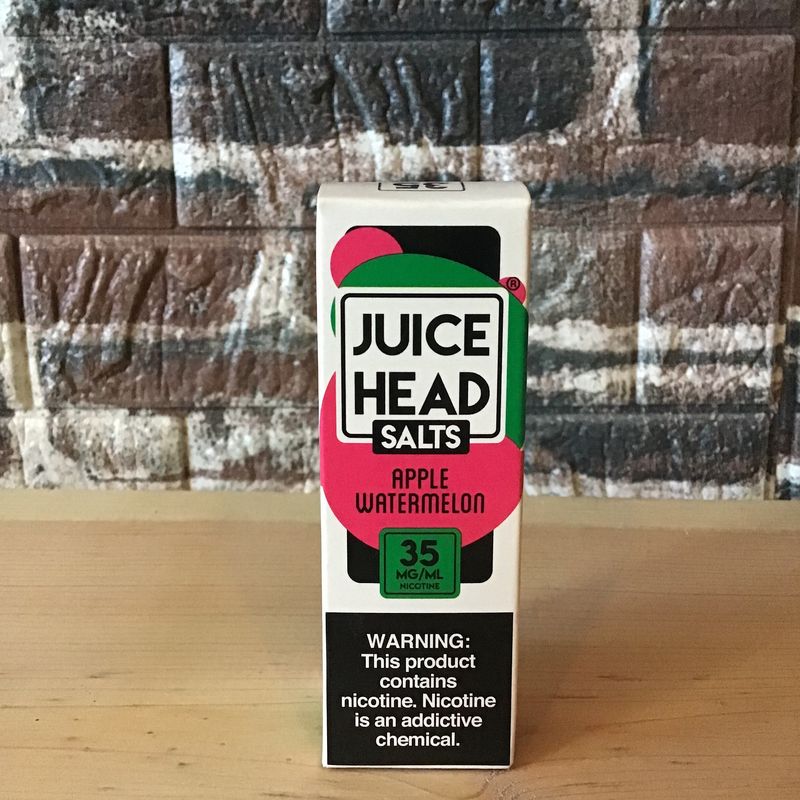 35
®
JUICE
HEAD
SALTS
APPLE
WATERMELON
35
MG/ML
NICOTINE
WARNING:
This product
contains
nicotine. Nicotine
is an addictive
chemical.